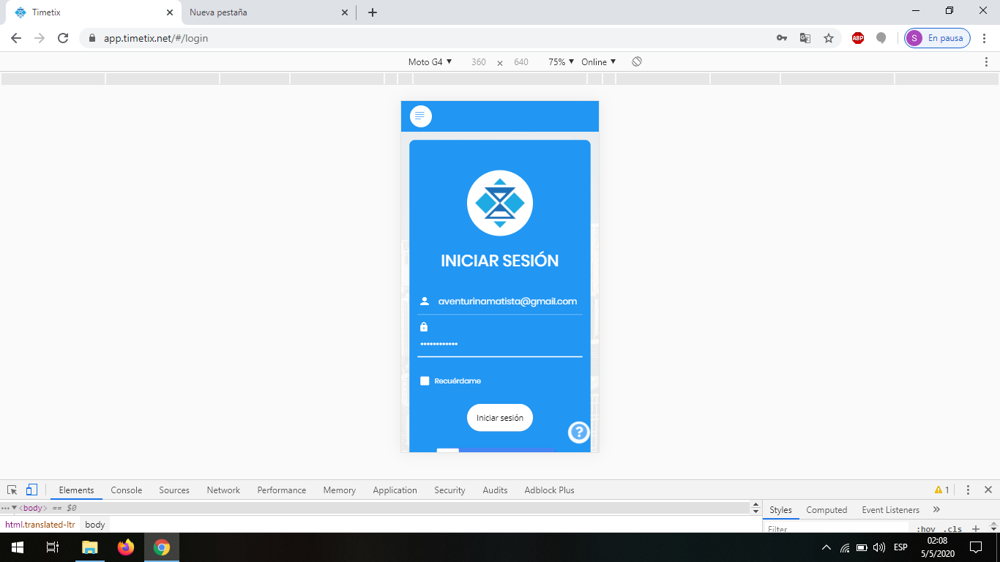 Timetix
Nueva pestaña
app.timetix.net/#/login
ABP
S
En pausa
Moto G4 ▼
360 × 640
75% ▼
Online ▼
INICIAR SESIÓN
aventurinamatista@gmail.com
••••••••••••
Recuérdame
Iniciar sesión
?
Elements
Console
Sources
Network
Performance
Memory
Application
Security
Audits
Adblock Plus
1
⋯▼<body> == $0
Styles
Computed
Event Listeners
»
html.translated-ltr
body
Filter
:hov
.cls
+
ESP
02:08
5/5/2020